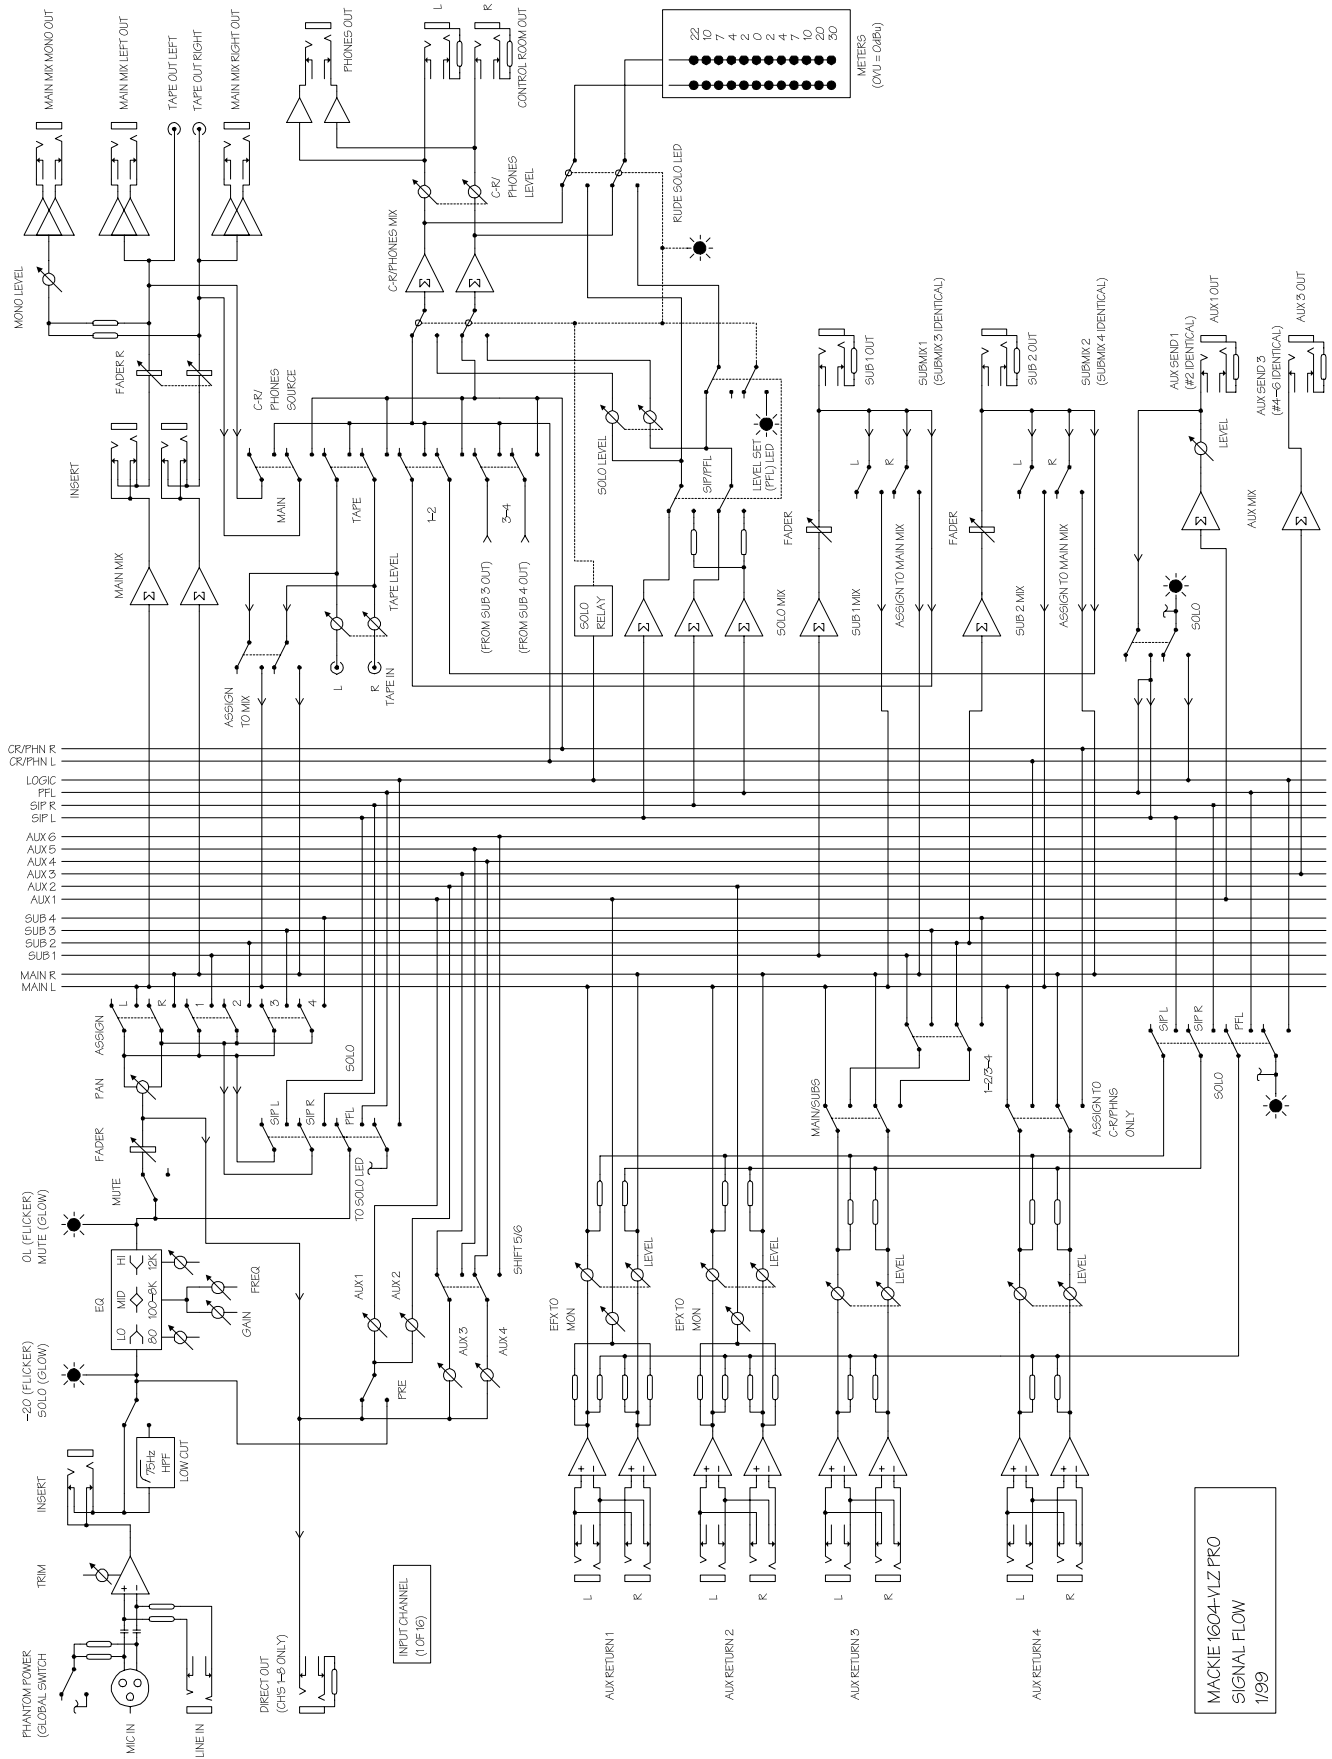 PHANTOM POWER
(GLOBAL SWITCH)
MIC IN
LINE IN
TRIM
INSERT
75Hz
HPF
LOW CUT
-20 (FLICKER)
SOLO (GLOW)
EQ
LO
MID
HI
80
100-8K
12K
GAIN
FREQ
OL (FLICKER)
MUTE (GLOW)
MUTE
FADER
PAN
ASSIGN
L
R
1
2
3
4
SOLO
SIP L
SIP R
PFL
TO SOLO LED
DIRECT OUT
(CH'S 1-8 ONLY)
INPUT CHANNEL
(1 OF 16)
PRE
AUX 1
AUX 2
AUX 3
AUX 4
SHIFT 5/6
AUX RETURN 1
L
R
EFX TO
MON
LEVEL
AUX RETURN 2
L
R
EFX TO
MON
LEVEL
AUX RETURN 3
L
R
LEVEL
MAIN/SUBS
1-2/3-4
AUX RETURN 4
L
R
LEVEL
ASSIGN TO
C-R/PHNS
ONLY
SOLO
SIP L
SIP R
PFL
CR/PHN R
CR/PHN L
LOGIC
PFL
SIP R
SIP L
AUX 6
AUX 5
AUX 4
AUX 3
AUX 2
AUX 1
SUB 4
SUB 3
SUB 2
SUB 1
MAIN R
MAIN L
MAIN MIX
Σ
Σ
INSERT
FADER R
MONO LEVEL
MAIN MIX MONO OUT
MAIN MIX LEFT OUT
TAPE OUT LEFT
TAPE OUT RIGHT
MAIN MIX RIGHT OUT
ASSIGN
TO MIX
L
R
TAPE IN
TAPE LEVEL
C-R/
PHONES
SOURCE
MAIN
TAPE
1-2
3-4
(FROM SUB 3 OUT)
(FROM SUB 4 OUT)
C-R/PHONES MIX
Σ
Σ
C-R/
PHONES
LEVEL
PHONES OUT
L
R
CONTROL ROOM OUT
SOLO
RELAY
Σ
Σ
Σ
SOLO MIX
SOLO LEVEL
SIP/PFL
LEVEL SET
(PFL) LED
RUDE SOLO LED
22
10
7
4
2
0
2
4
7
10
20
30
METERS
(0VU = 0dBu)
Σ
SUB 1 MIX
FADER
L
R
ASSIGN TO MAIN MIX
SUB 1 OUT
SUBMIX 1
(SUBMIX 3 IDENTICAL)
Σ
SUB 2 MIX
FADER
L
R
ASSIGN TO MAIN MIX
SUB 2 OUT
SUBMIX 2
(SUBMIX 4 IDENTICAL)
SOLO
Σ
Σ
AUX MIX
LEVEL
AUX SEND 1
(#2 IDENTICAL)
AUX 1 OUT
AUX SEND 3
(#4-6 IDENTICAL)
AUX 3 OUT
MACKIE 1604-VLZ PRO
SIGNAL FLOW
1/99